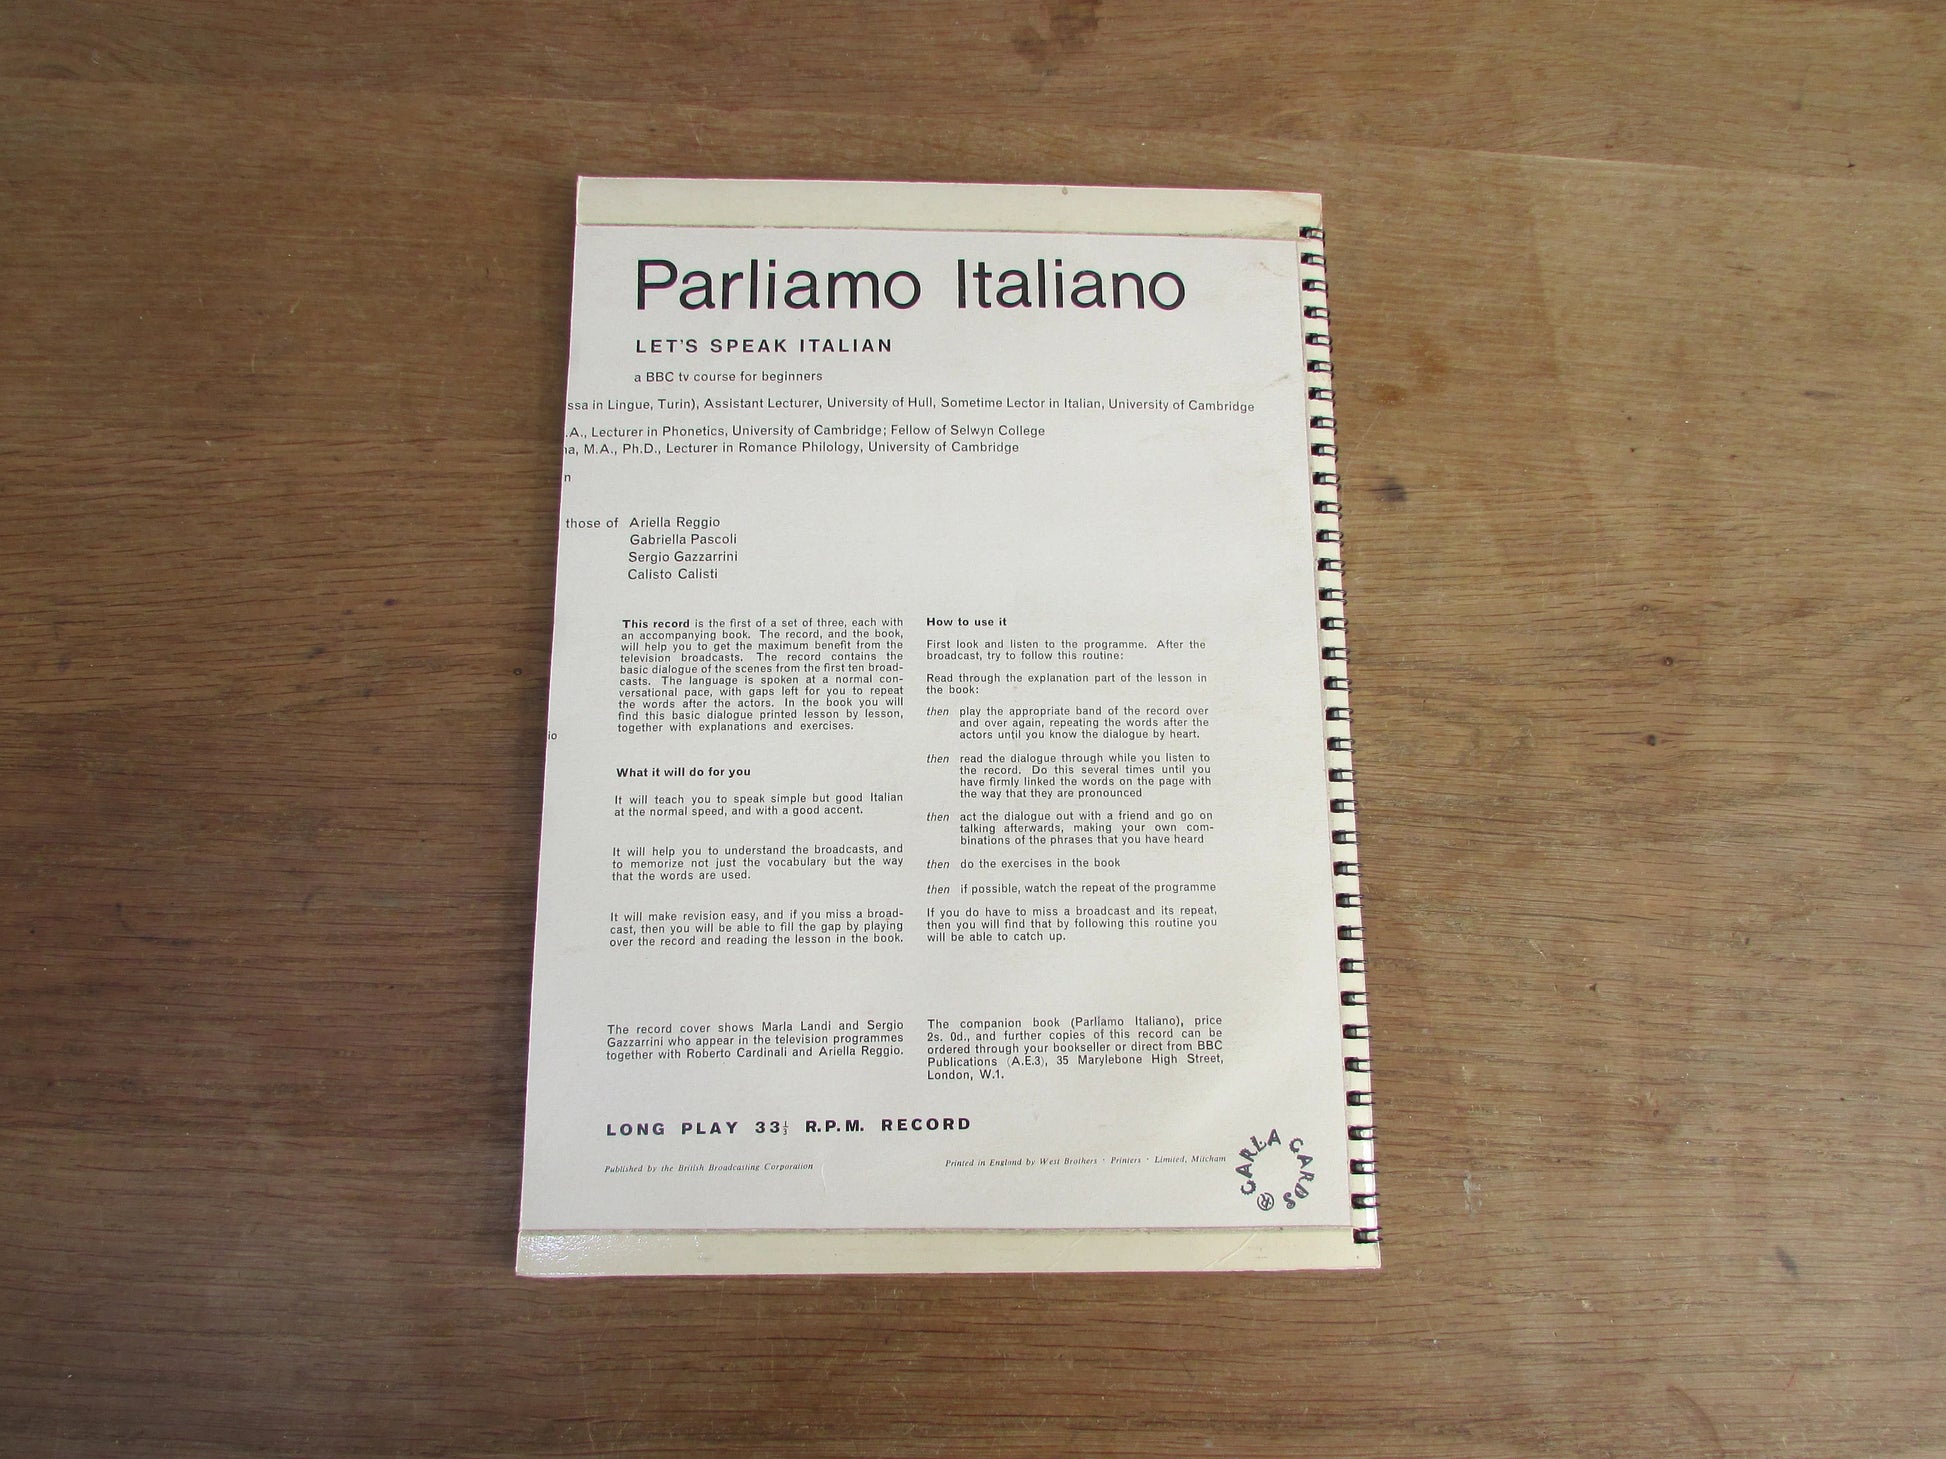 Parliamo Italiano
LET'S SPEAK ITALIAN
a BBC tv course for beginners
ssa in Lingue, Turin), Assistant Lecturer, University of Hull, Sometime Lector in Italian, University of Cambridge
.A., Lecturer in Phonetics, University of Cambridge; Fellow of Selwyn College
na, M.A., Ph.D., Lecturer in Romance Philology, University of Cambridge
n
those of Ariella Reggio
Gabriella Pascoli
Sergio Gazzarrini
Calisto Calisti
This record is the first of a set of three, each with
an accompanying book. The record, and the book,
will help you to get the maximum benefit from the
television broadcasts. The record contains the
basic dialogue of the scenes from the first ten broad-
casts. The language is spoken at a normal con-
versational pace, with gaps left for you to repeat
the words after the actors. In the book you will
find this basic dialogue printed lesson by lesson,
together with explanations and exercises.
io
What it will do for you
It will teach you to speak simple but good Italian
at the normal speed, and with a good accent.
It will help you to understand the broadcasts, and
to memorize not just the vocabulary but the way
that the words are used.
It will make revision easy, and if you miss a broad-
cast, then you will be able to fill the gap by playing
over the record and reading the lesson in the book.
The record cover shows Marla Landi and Sergio
Gazzarrini who appear in the television programmes
together with Roberto Cardinali and Ariella Reggio.
How to use it
First look and listen to the programme. After the
broadcast, try to follow this routine:
Read through the explanation part of the lesson in
the book:
then play the appropriate band of the record over
and over again, repeating the words after the
actors until you know the dialogue by heart.
then read the dialogue through while you listen to
the record. Do this several times until you
have firmly linked the words on the page with
the way that they are pronounced
then act the dialogue out with a friend and go on
talking afterwards, making your own com-
binations of the phrases that you have heard
then do the exercises in the book
then if possible, watch the repeat of the programme
If you do have to miss a broadcast and its repeat,
then you will find that by following this routine you
will be able to catch up.
The companion book (Parliamo Italiano), price
2s. 0d., and further copies of this record can be
ordered through your bookseller or direct from BBC
Publications (A.E.3), 35 Marylebone High Street,
London, W.1.
LONG PLAY 33⅓ R.P.M. RECORD
Published by the British Broadcasting Corporation
Printed in England by West Brothers · Printers · Limited, Mitcham
CARLA CARDS ®